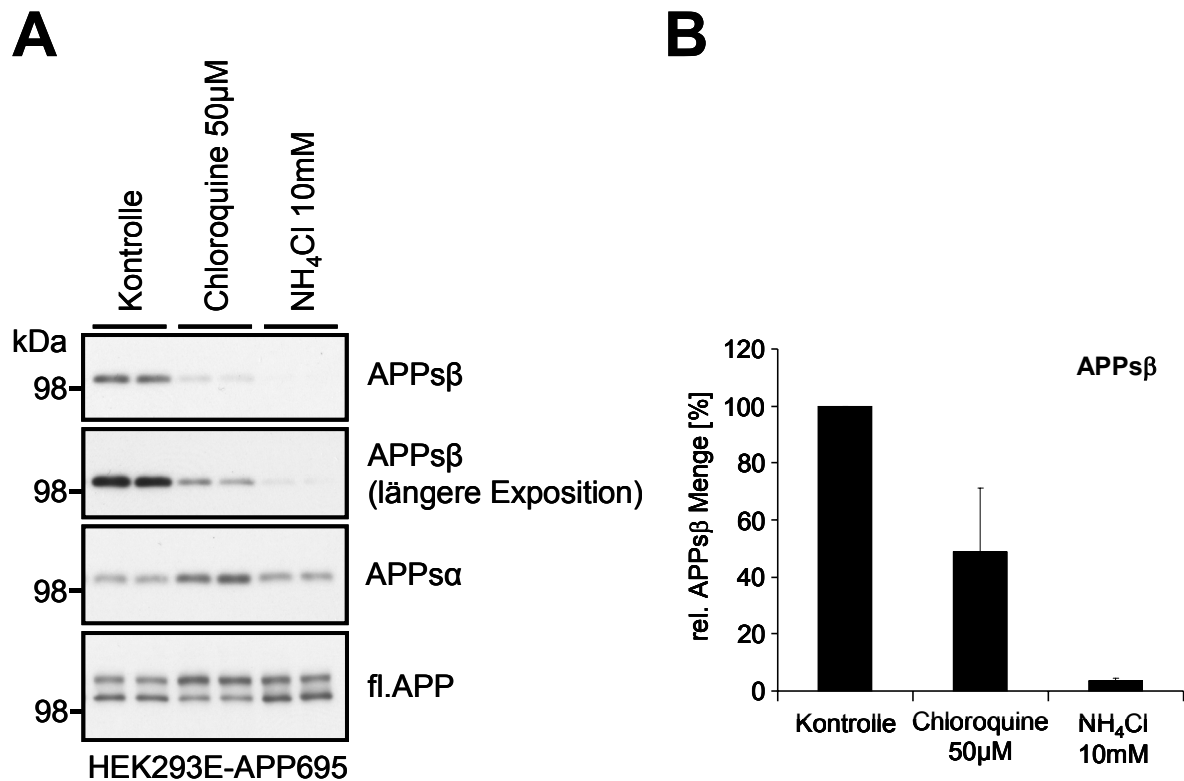 A
Kontrolle
Chloroquine 50µM
NH₄Cl 10mM
kDa
98
APPsβ
98
APPsβ
(längere Exposition)
98
APPsα
98
fl.APP
HEK293E-APP695
B
APPsβ
rel. APPsβ Menge [%]
120
100
80
60
40
20
0
Kontrolle
Chloroquine
50µM
NH₄Cl
10mM